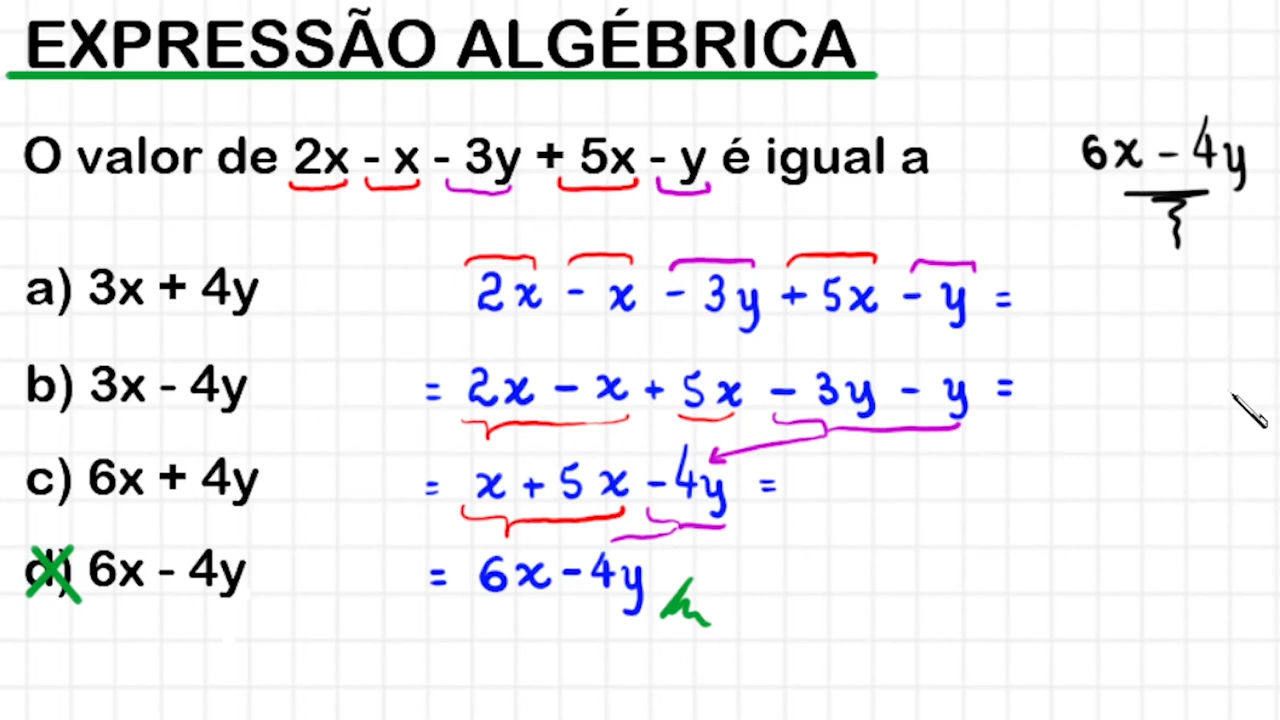 EXPRESSÃO ALGÉBRICA
O valor de 2x - x - 3y + 5x - y é igual a
6x - 4y
a) 3x + 4y
2x - x - 3y + 5x - y =
b) 3x - 4y
= 2x - x + 5x - 3y - y =
c) 6x + 4y
= x + 5x - 4y =
d) 6x - 4y
= 6x - 4y